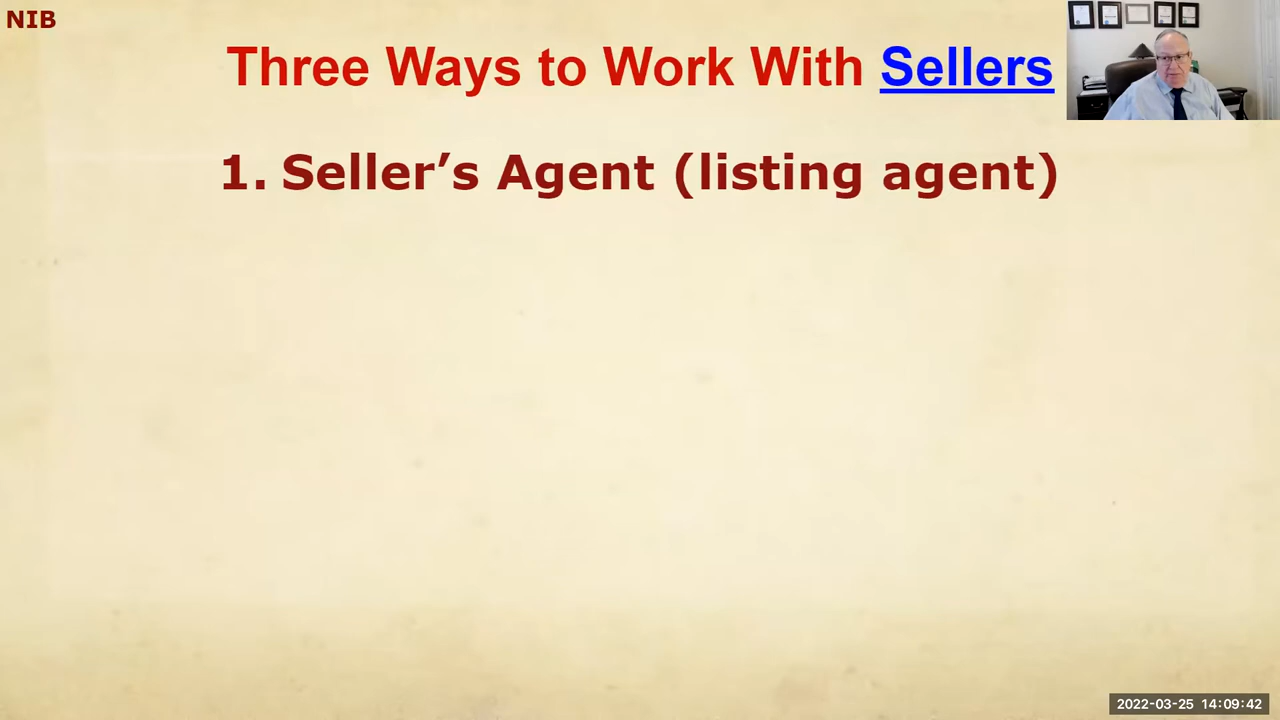 NIB
Three Ways to Work With Sellers
1. Seller’s Agent (listing agent)
2022-03-25 14:09:42